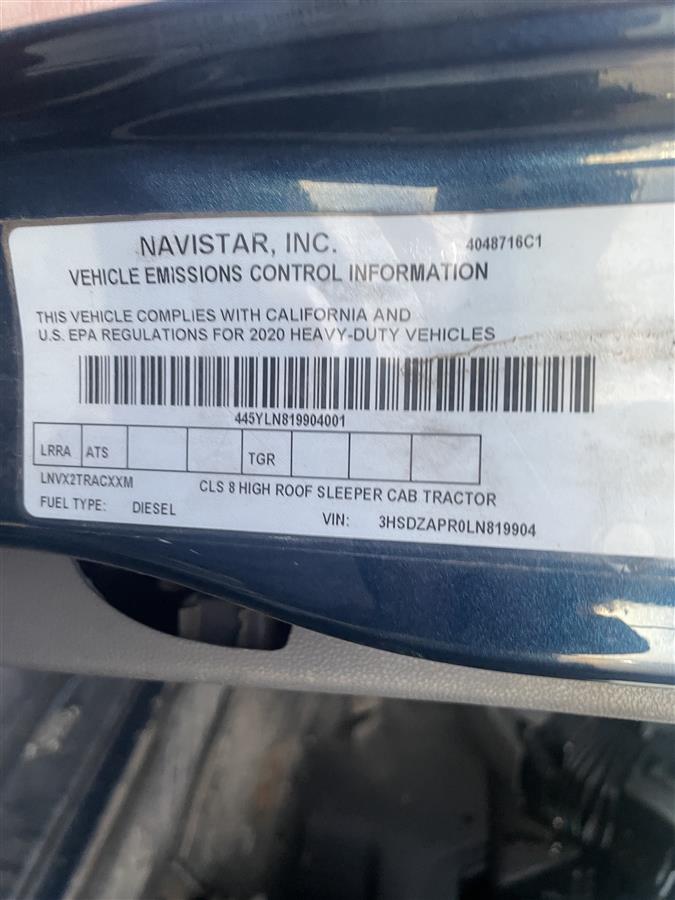 NAVISTAR, INC. 4048716C1
VEHICLE EMISSIONS CONTROL INFORMATION
THIS VEHICLE COMPLIES WITH CALIFORNIA AND
U.S. EPA REGULATIONS FOR 2020 HEAVY-DUTY VEHICLES
445YLN819904001
LRRA ATS TGR
LNVX2TRACXXM CLS 8 HIGH ROOF SLEEPER CAB TRACTOR
FUEL TYPE: DIESEL VIN: 3HSDZAPR0LN819904